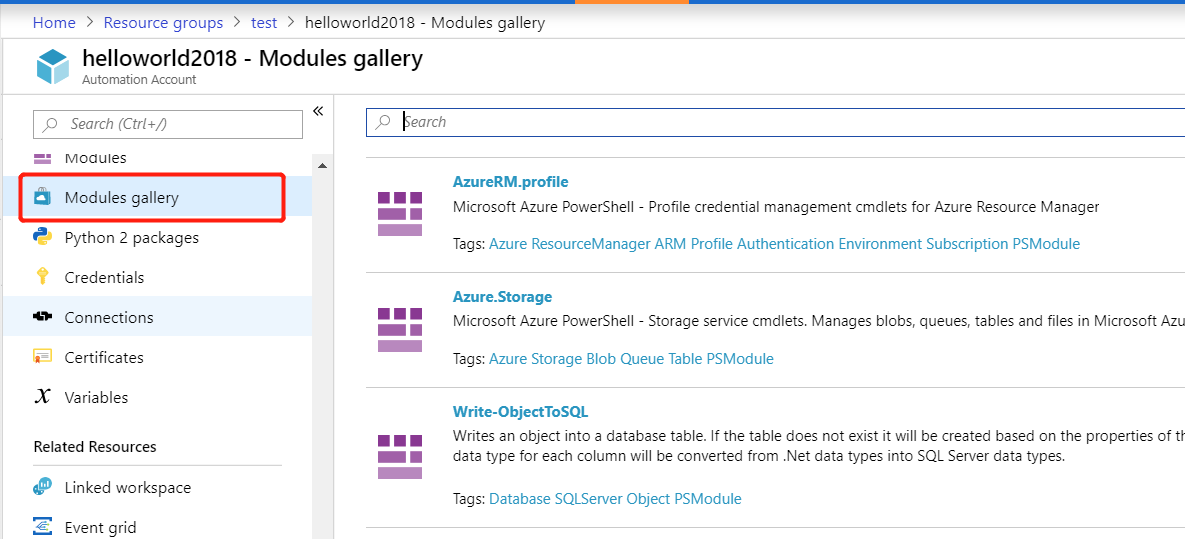 Home > Resource groups > test > helloworld2018 - Modules gallery
helloworld2018 - Modules gallery
Automation Account
Search (Ctrl+/)
«
Modules
Modules gallery
Python 2 packages
Credentials
Connections
Certificates
Variables
Related Resources
Linked workspace
Event grid
Search
AzureRM.profile
Microsoft Azure PowerShell - Profile credential management cmdlets for Azure Resource Manager
Tags: Azure ResourceManager ARM Profile Authentication Environment Subscription PSModule
Azure.Storage
Microsoft Azure PowerShell - Storage service cmdlets. Manages blobs, queues, tables and files in Microsoft Azu
Tags: Azure Storage Blob Queue Table PSModule
Write-ObjectToSQL
Writes an object into a database table. If the table does not exist it will be created based on the properties of th
data type for each column will be converted from .Net data types into SQL Server data types.
Tags: Database SQLServer Object PSModule